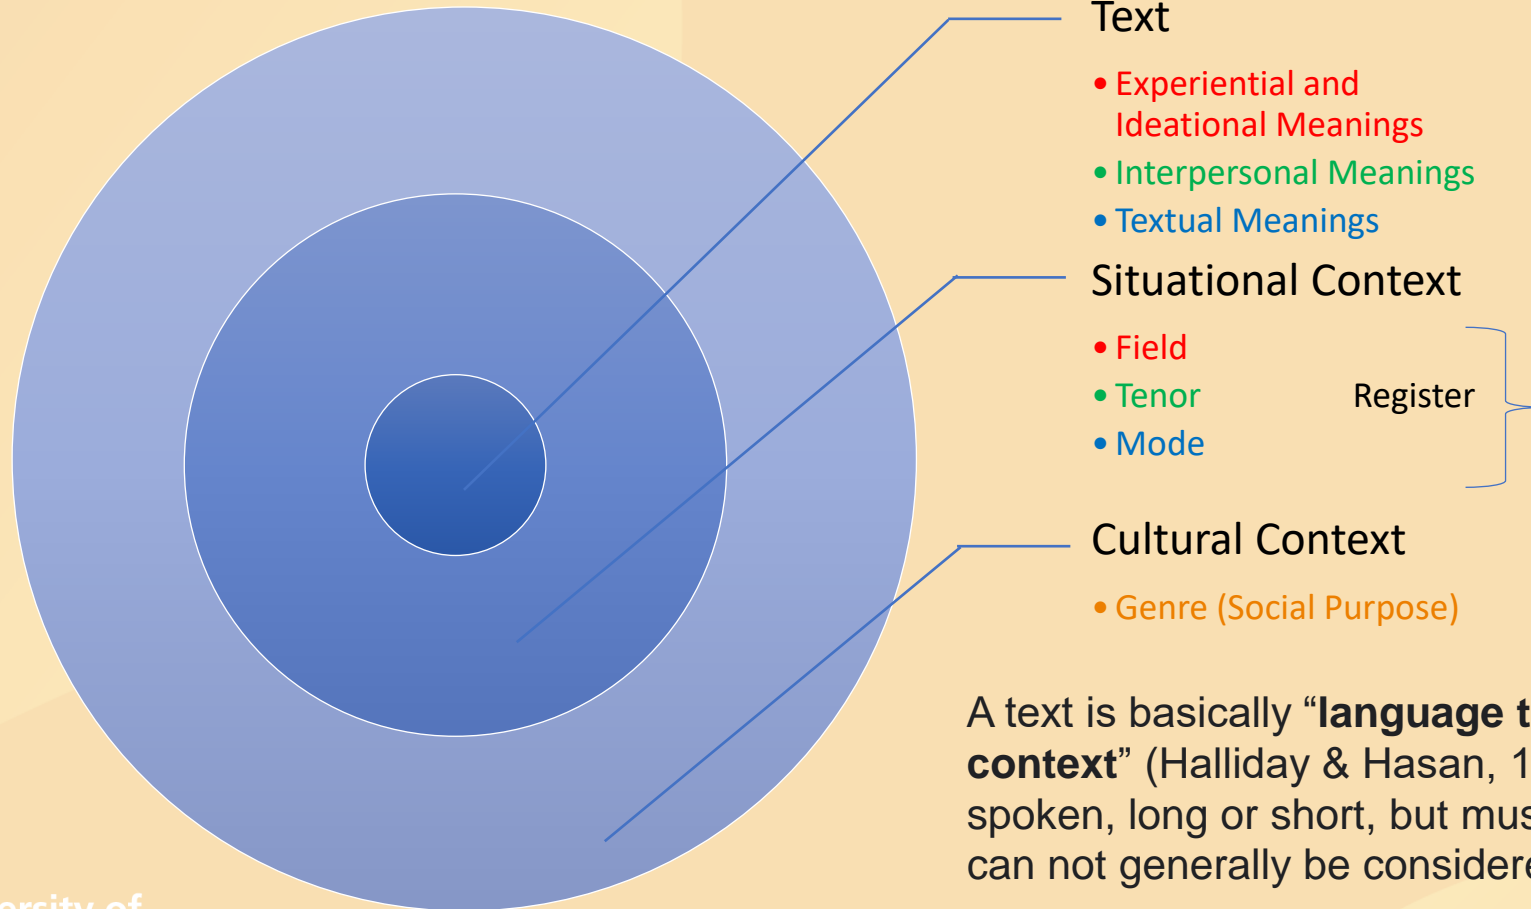 Text
• Experiential and
Ideational Meanings
• Interpersonal Meanings
• Textual Meanings
Situational Context
• Field
• Tenor
Register
• Mode
Cultural Context
• Genre (Social Purpose)
A text is basically “language
context” (Halliday & Hasan,
spoken, long or short, but
can not generally be
of